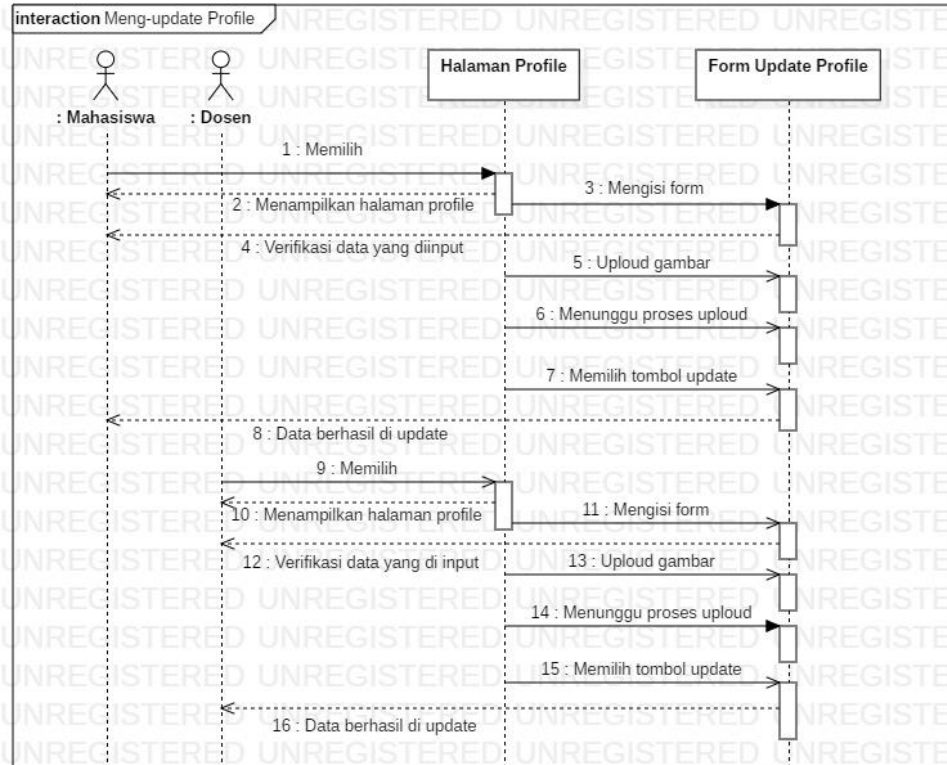 interaction Meng-update Profile
: Mahasiswa
: Dosen
Halaman Profile
Form Update Profile
1 : Memilih
2 : Menampilkan halaman profile
3 : Mengisi form
4 : Verifikasi data yang diinput
5 : Uploud gambar
6 : Menunggu proses uploud
7 : Memilih tombol update
8 : Data berhasil di update
9 : Memilih
10 : Menampilkan halaman profile
11 : Mengisi form
12 : Verifikasi data yang di input
13 : Uploud gambar
14 : Menunggu proses uploud
15 : Memilih tombol update
16 : Data berhasil di update
UNREGISTERED